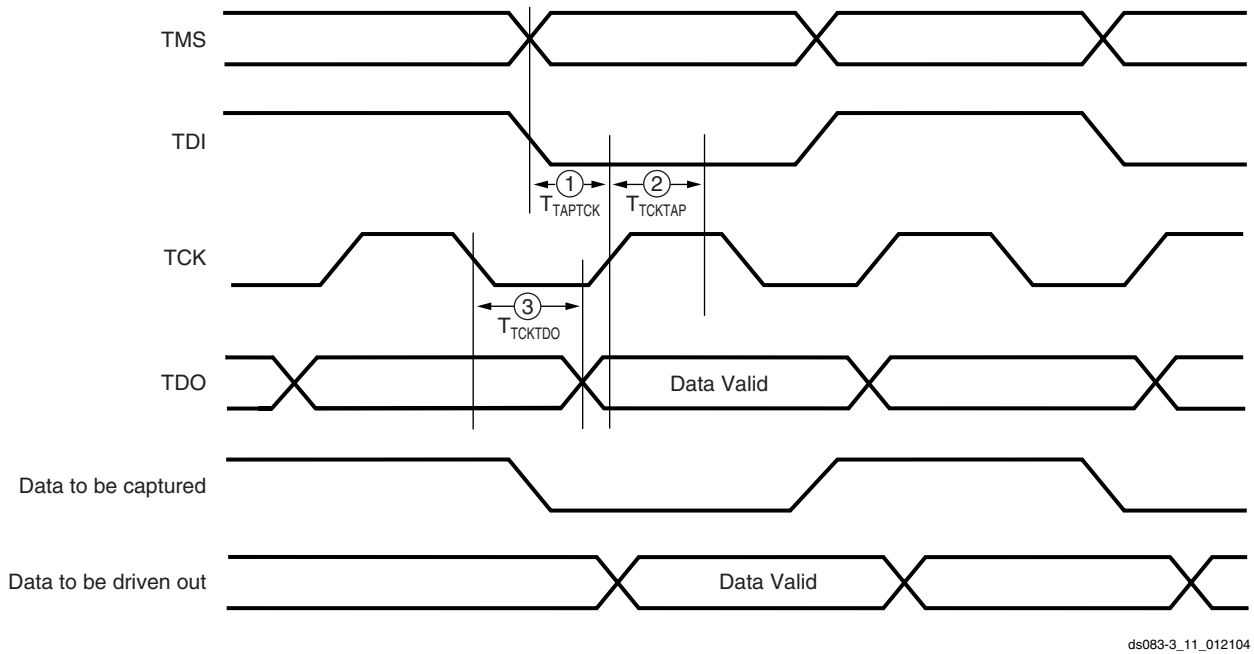 TMS
TDI
1 2
TTAPTCK TTCKTAP
TCK
3
TTCKTDO
TDO Data Valid
Data to be captured
Data to be driven out Data Valid
ds083-3_11_012104